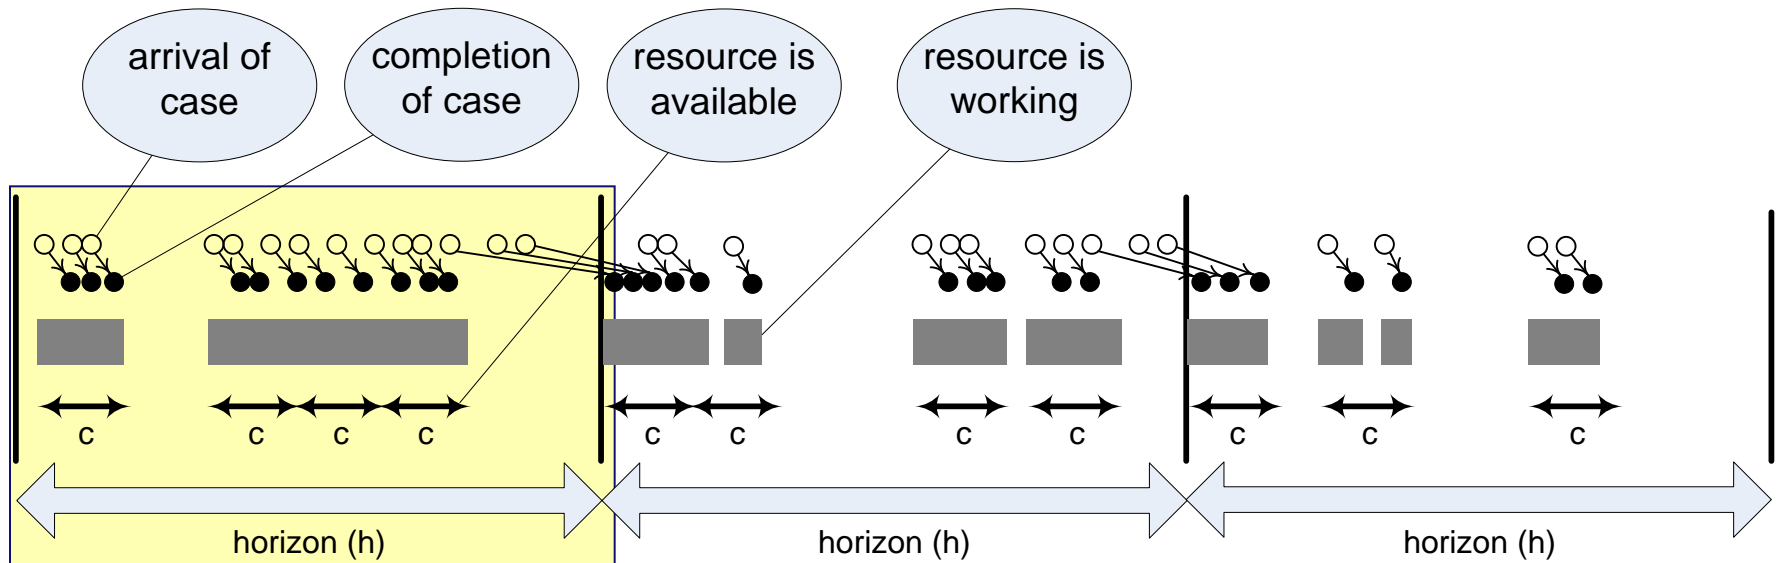 arrival of
case
completion
of case
resource is
available
resource is
working
c
c
c
c
c
c
c
c
c
c
c
horizon (h)
horizon (h)
horizon (h)